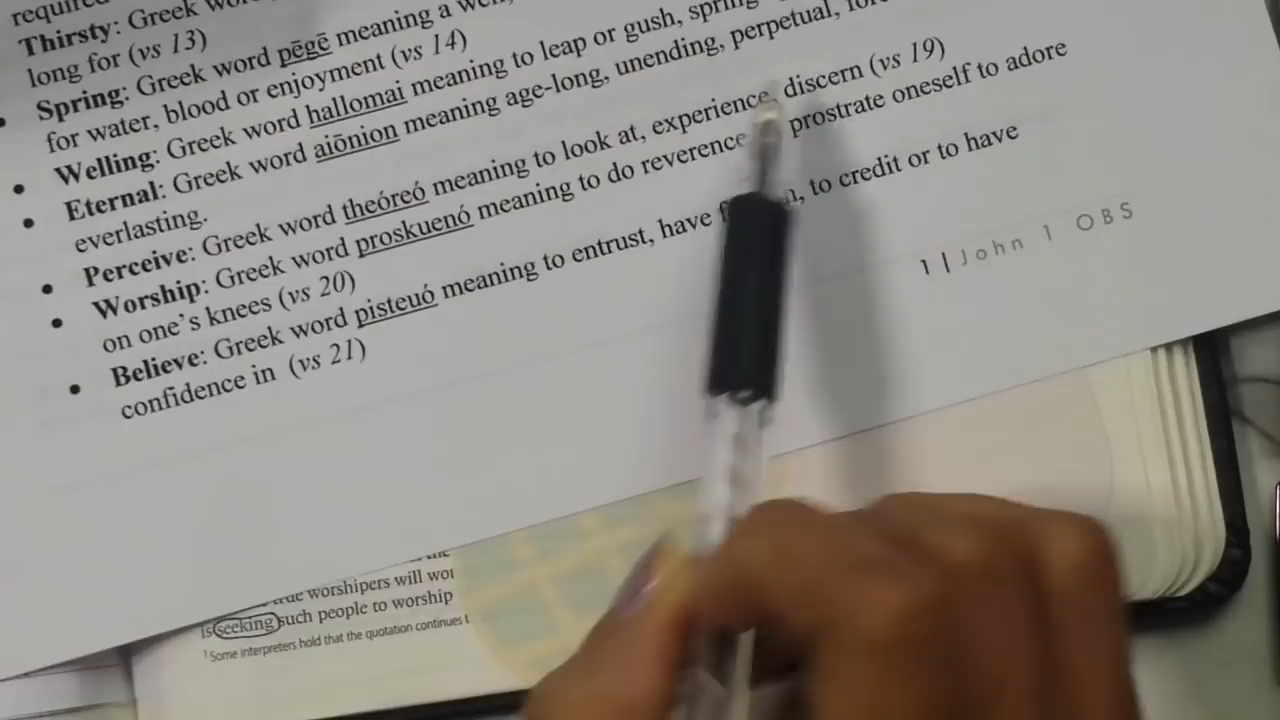 required
Thirsty: Greek
long for (vs 13)
Spring: Greek word pēgē meaning a well,
for water, blood or enjoyment (vs 14)
Welling: Greek word hallomai meaning to leap or gush, spring
Eternal: Greek word aiōnion meaning age-long, unending, perpetual,
everlasting.
Perceive: Greek word theóreó meaning to look at, experience, discern (vs 19)
Worship: Greek word proskuenó meaning to do reverence prostrate oneself to adore
on one's knees (vs 20)
Believe: Greek word pisteuó meaning to entrust, have to credit or to have
confidence in (vs 21)
1 | John 1 OBS
true worshipers will wor
is seeking such people to worship
1 Some interpreters hold that the quotation continues t